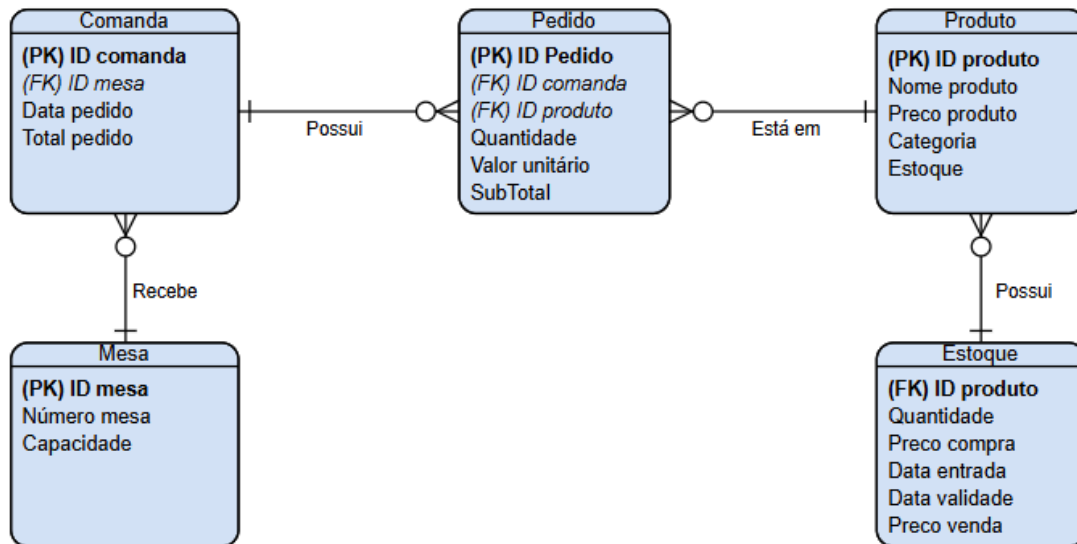 Comanda
(PK) ID comanda
(FK) ID mesa
Data pedido
Total pedido
Possui
Pedido
(PK) ID Pedido
(FK) ID comanda
(FK) ID produto
Quantidade
Valor unitário
SubTotal
Está em
Produto
(PK) ID produto
Nome produto
Preco produto
Categoria
Estoque
Recebe
Possui
Mesa
(PK) ID mesa
Número mesa
Capacidade
Estoque
(FK) ID produto
Quantidade
Preco compra
Data entrada
Data validade
Preco venda